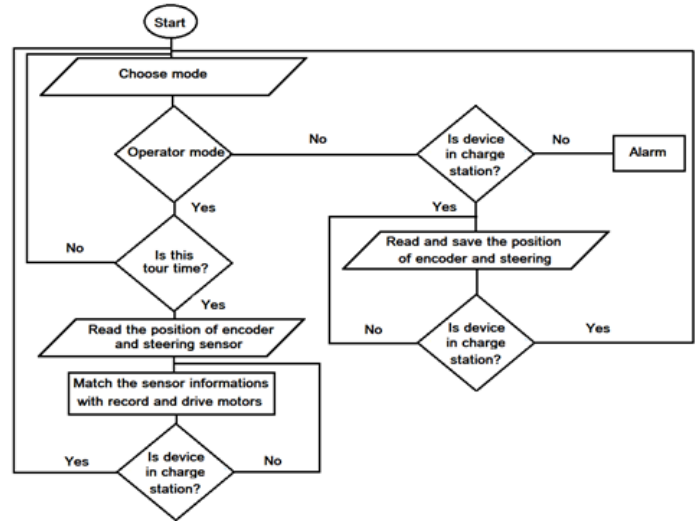 Start
Choose mode
Operator mode
No
Is device
in charge
station?
No
Alarm
Yes
Yes
No
Is this
tour time?
Read and save the position
of encoder and steering
Yes
Read the position of encoder
and steering sensor
No
Is device
in charge
station?
Yes
Match the sensor informations
with record and drive motors
Yes
Is device
in charge
station?
No